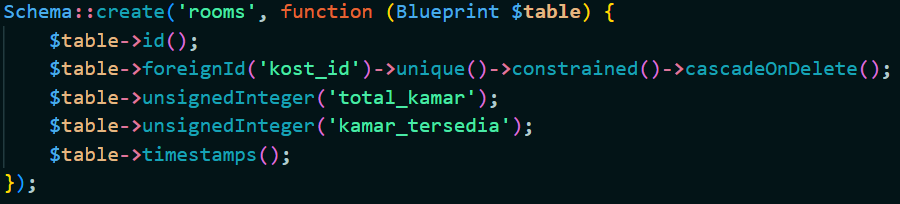 Schema::create('rooms', function (Blueprint $table) {
    $table->id();
    $table->foreignId('kost_id')->unique()->constrained()->cascadeOnDelete();
    $table->unsignedInteger('total_kamar');
    $table->unsignedInteger('kamar_tersedia');
    $table->timestamps();
});